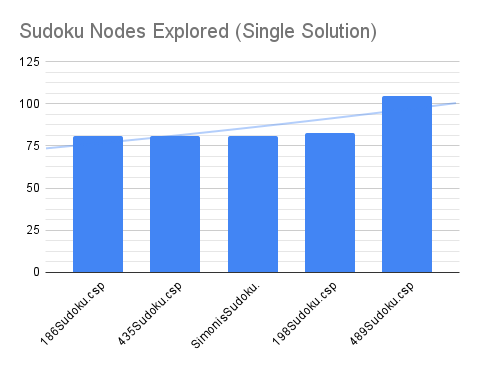 Sudoku Nodes Explored (Single Solution)
125
100
75
50
25
0
186Sudoku.csp
435Sudoku.csp
SimonisSudoku.
198Sudoku.csp
489Sudoku.csp